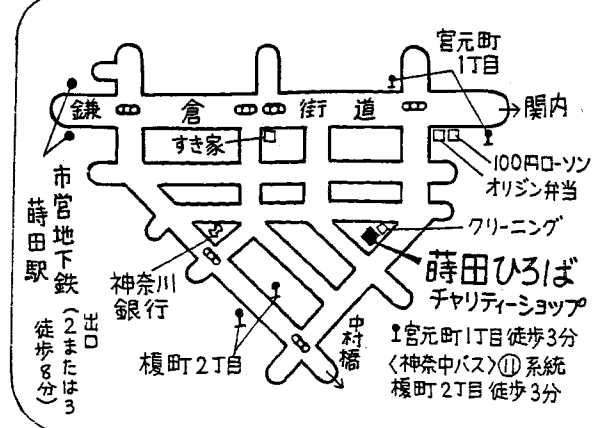 宮元町
1丁目
鎌倉街道
→関内
すき家
100円ローソン
オリジン弁当
クリーニング
蒔田ひろば
チャリティーショップ
市営地下鉄
蒔田駅
出口
(2または3
徒歩8分)
神奈川
銀行
榎町2丁目
中村橋
宮元町1丁目徒歩3分
〈神奈中バス〉⑪系統
榎町2丁目徒歩3分